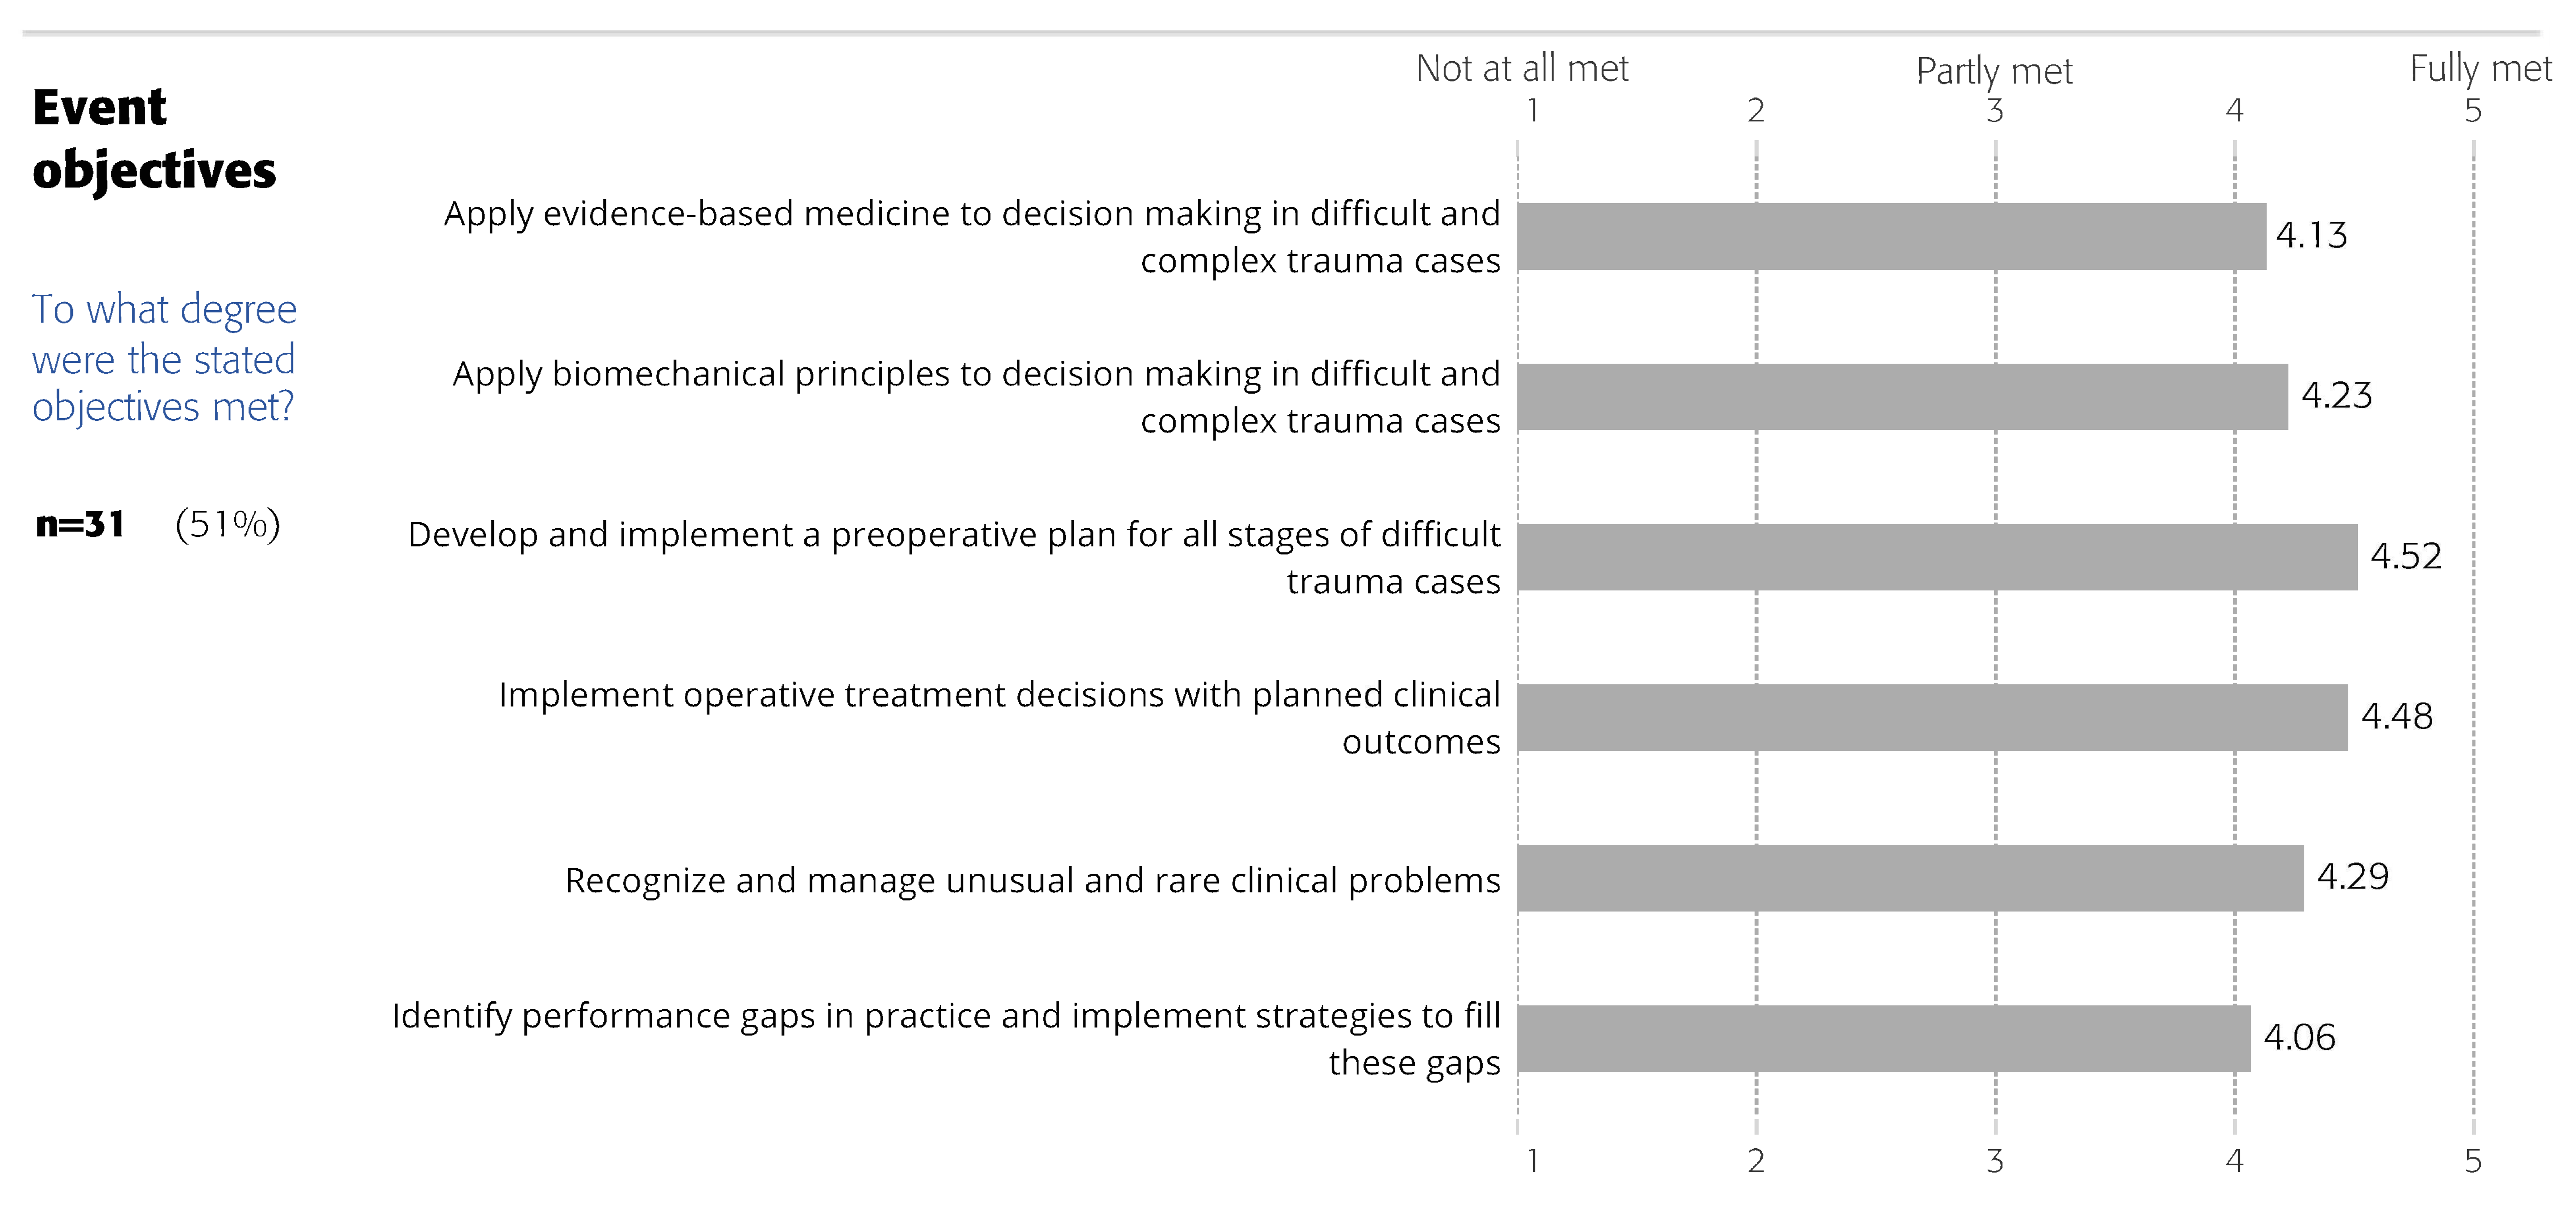 Event
objectives
To what degree
were the stated
objectives met?
n=31 (51%)
Not at all met Partly met Fully met
1 2 3 4 5
Apply evidence-based medicine to decision making in difficult and
complex trauma cases
4.13
Apply biomechanical principles to decision making in difficult and
complex trauma cases
4.23
Develop and implement a preoperative plan for all stages of difficult
trauma cases
4.52
Implement operative treatment decisions with planned clinical
outcomes
4.48
Recognize and manage unusual and rare clinical problems
4.29
Identify performance gaps in practice and implement strategies to fill
these gaps
4.06
1 2 3 4 5